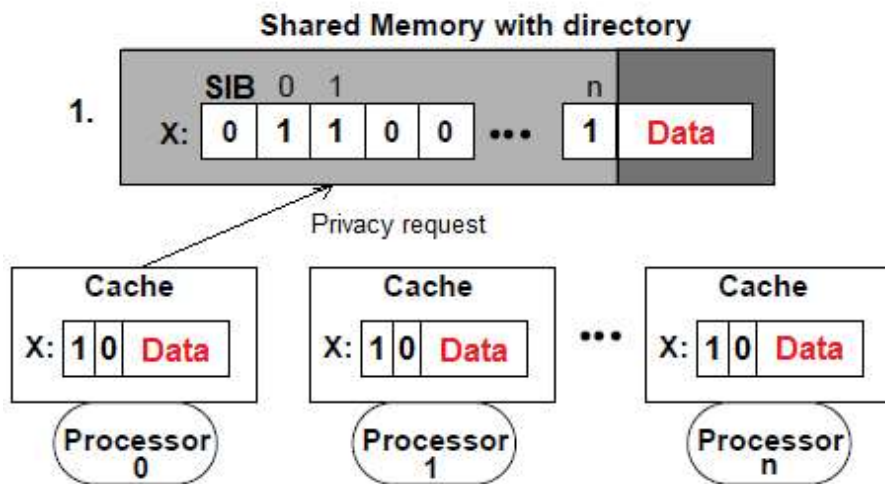 Shared Memory with directory
1.
SIB 0 1 n
X: 0 1 1 0 0 ••• 1 Data
Privacy request
Cache Cache Cache
X: 1 0 Data X: 1 0 Data ••• X: 1 0 Data
Processor Processor Processor
0 1 n